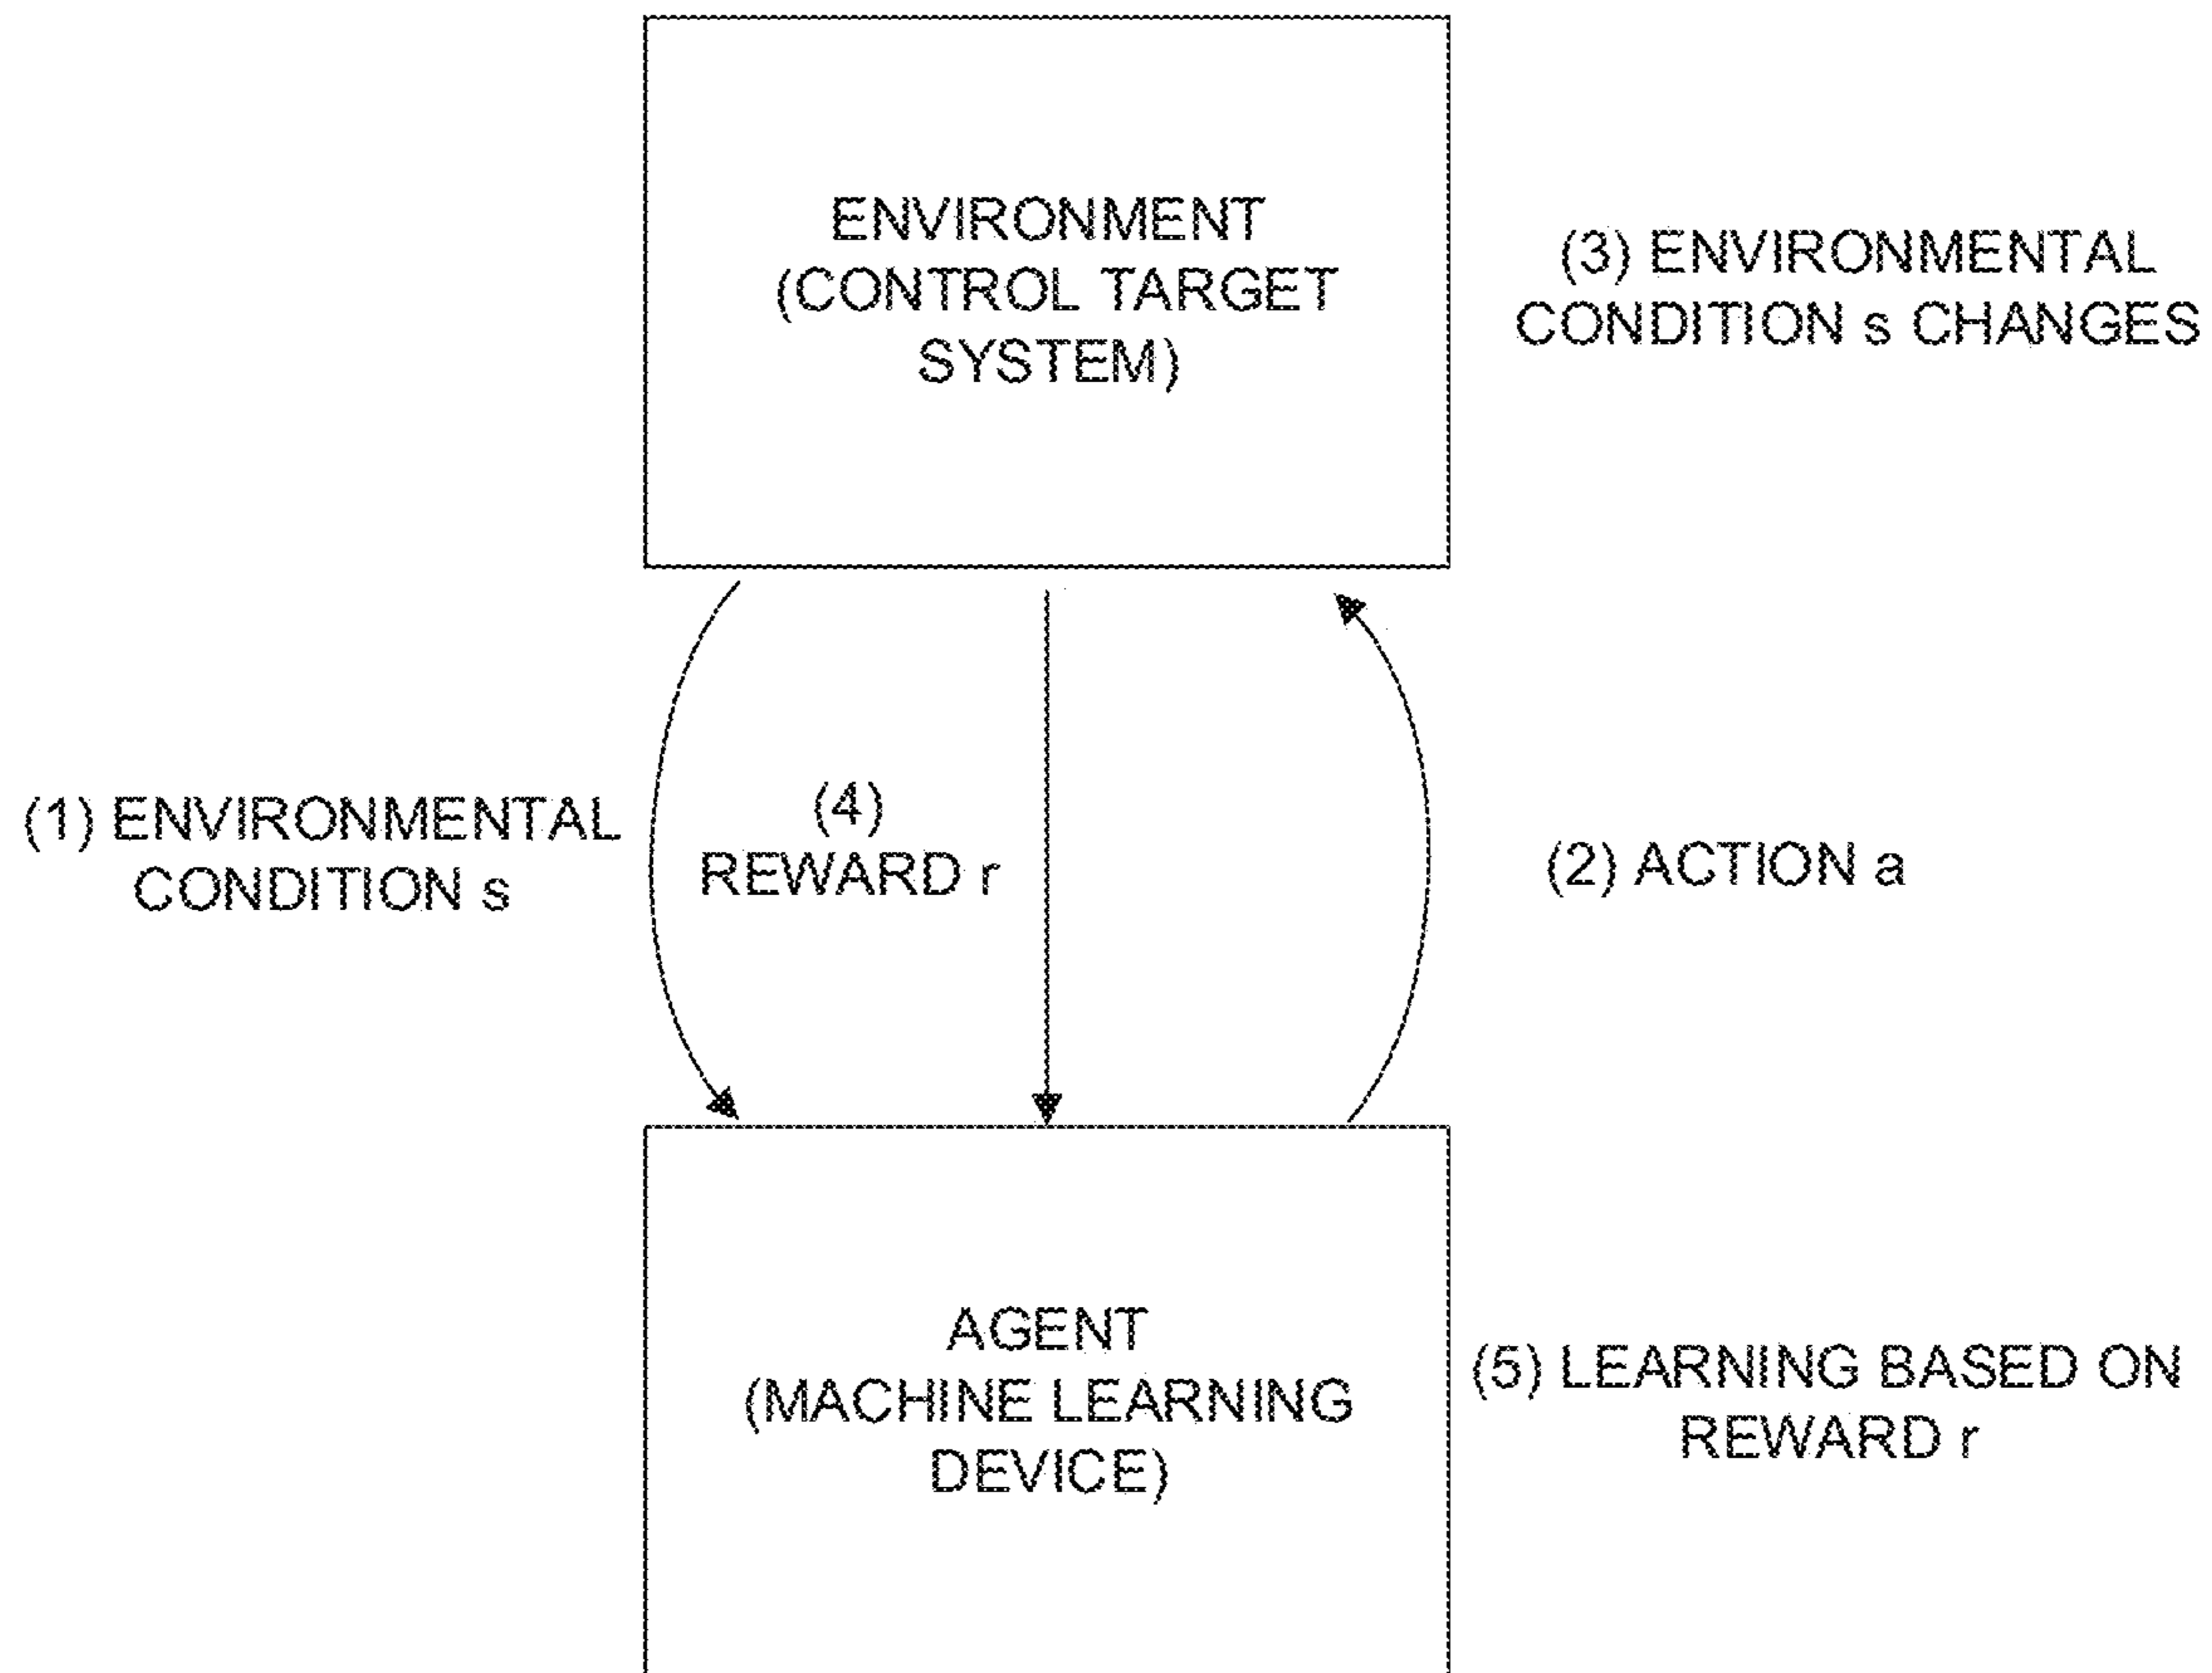 ENVIRONMENT
(CONTROL TARGET
SYSTEM)
(3) ENVIRONMENTAL
CONDITION s CHANGES
(1) ENVIRONMENTAL
CONDITION s
(4)
REWARD r
(2) ACTION a
AGENT
(MACHINE LEARNING
DEVICE)
(5) LEARNING BASED ON
REWARD r